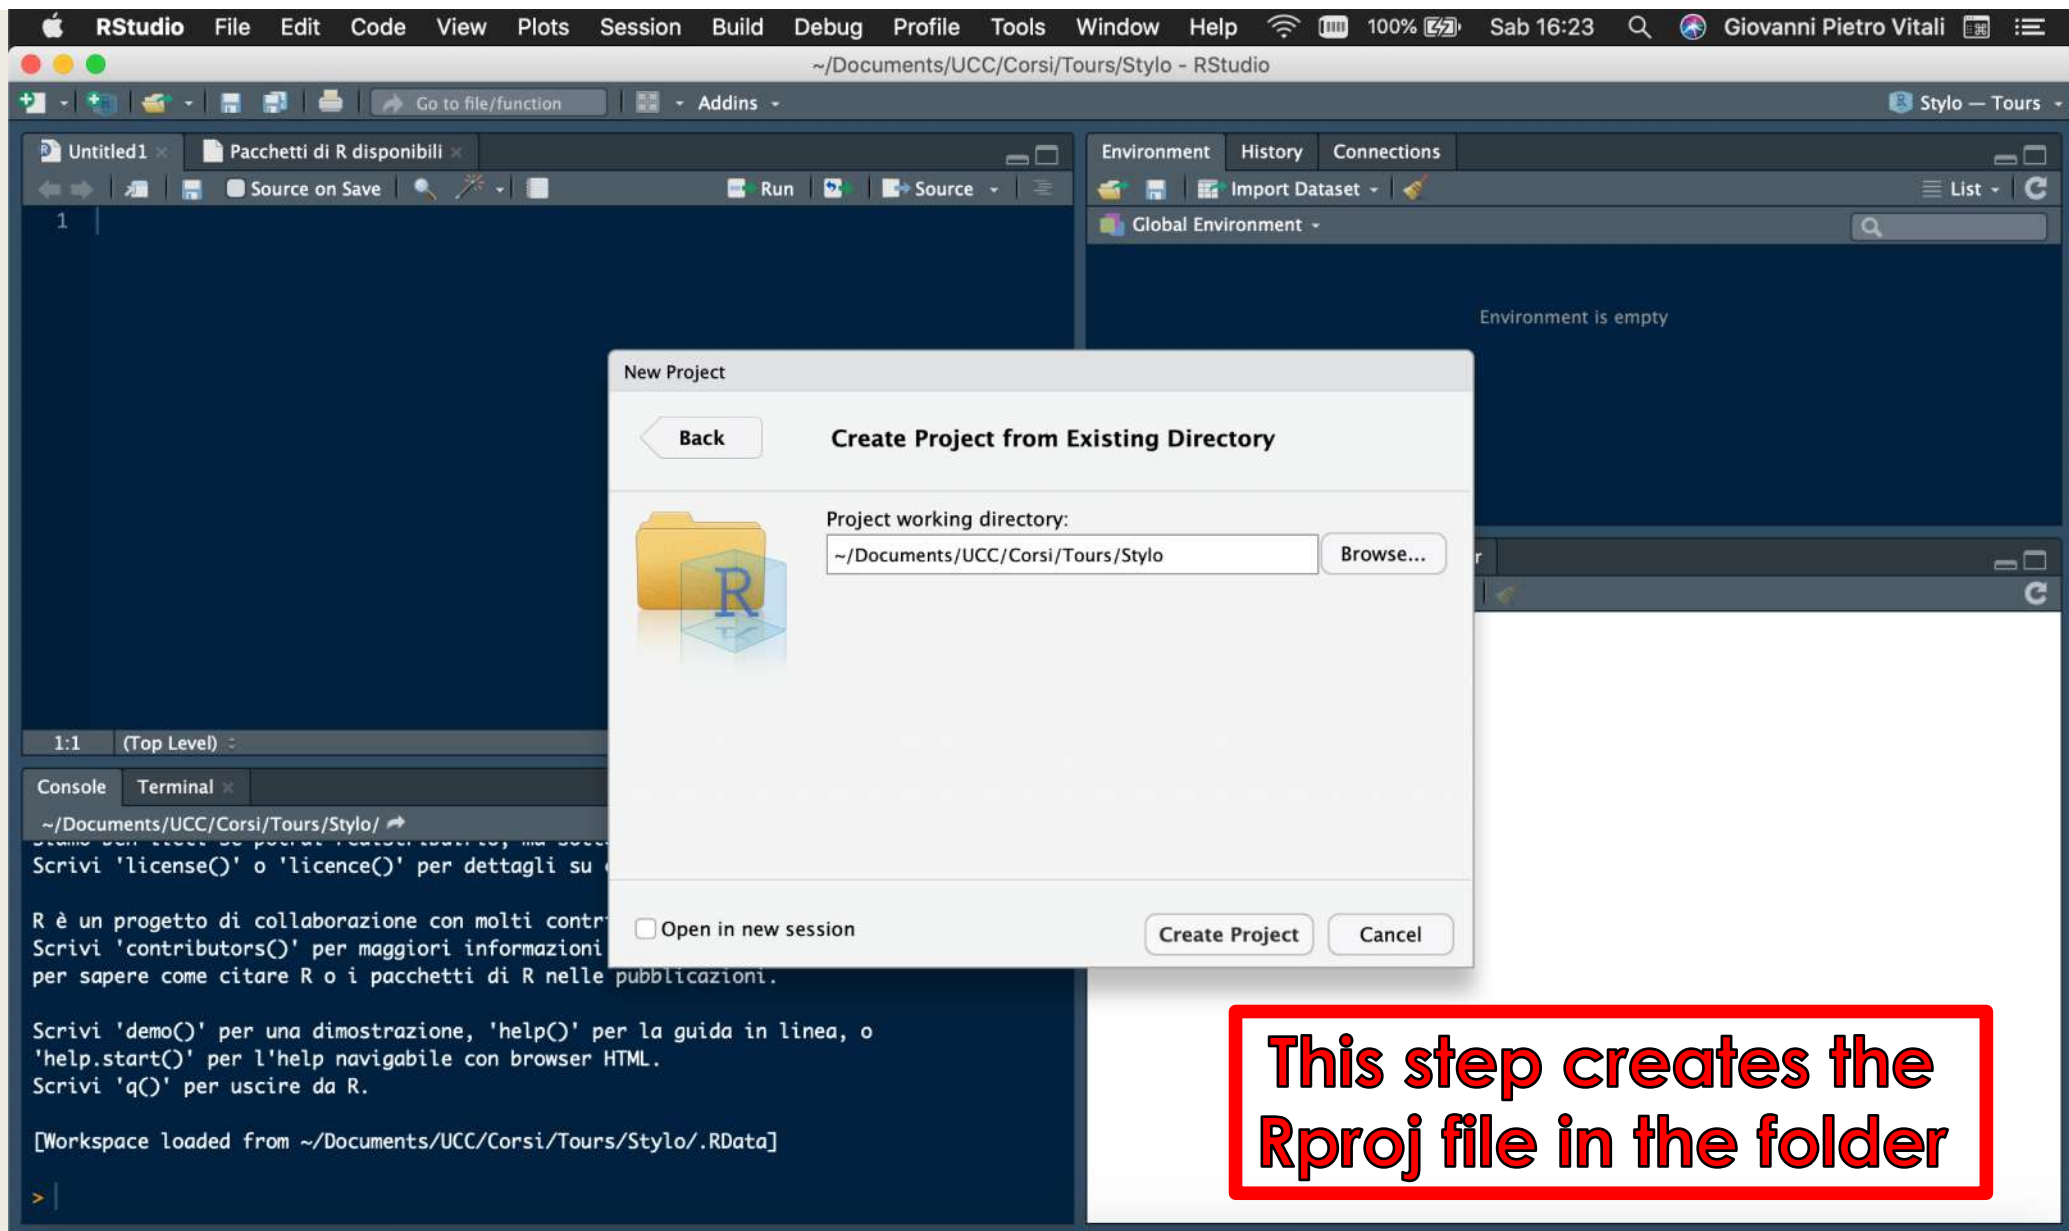 RStudio File Edit Code View Plots Session Build Debug Profile Tools Window Help 100% Sab 16:23 Giovanni Pietro Vitali
~/Documents/UCC/Corsi/Tours/Stylo - RStudio
Go to file/function Addins Stylo — Tours
Untitled1 Pacchetti di R disponibili
Source on Save Run Source
1
1:1 (Top Level)
Environment History Connections
Import Dataset List
Global Environment
Environment is empty
New Project
Back Create Project from Existing Directory
Project working directory:
~/Documents/UCC/Corsi/Tours/Stylo Browse...
Open in new session Create Project Cancel
Console Terminal
~/Documents/UCC/Corsi/Tours/Stylo/
Scrivi 'license()' o 'licence()' per dettagli su
R è un progetto di collaborazione con molti contr
Scrivi 'contributors()' per maggiori informazioni
per sapere come citare R o i pacchetti di R nelle pubblicazioni.
Scrivi 'demo()' per una dimostrazione, 'help()' per la guida in linea, o
'help.start()' per l'help navigabile con browser HTML.
Scrivi 'q()' per uscire da R.
[Workspace loaded from ~/Documents/UCC/Corsi/Tours/Stylo/.RData]
>
This step creates the
Rproj file in the folder